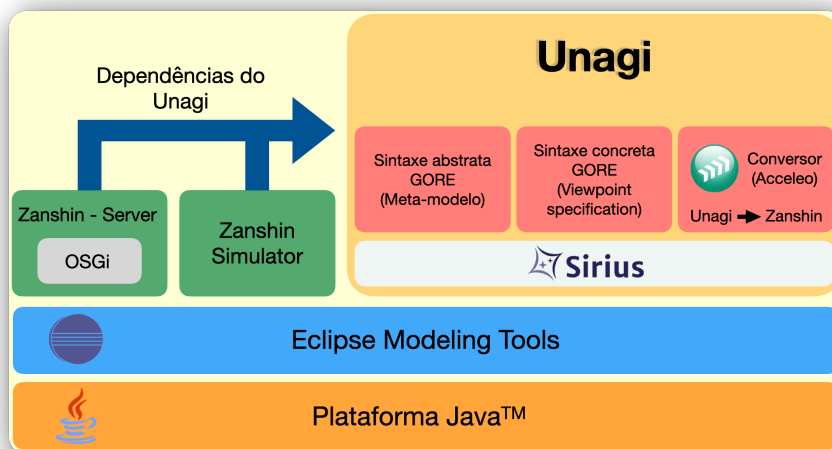 Unagi
Dependências do
Unagi
Sintaxe abstrata
GORE
(Meta-modelo)
Sintaxe concreta
GORE
(Viewpoint
specification)
Conversor
(Acceleo)
Unagi → Zanshin
Zanshin - Server
OSGi
Zanshin
Simulator
Sirius
Eclipse Modeling Tools
Plataforma Java™